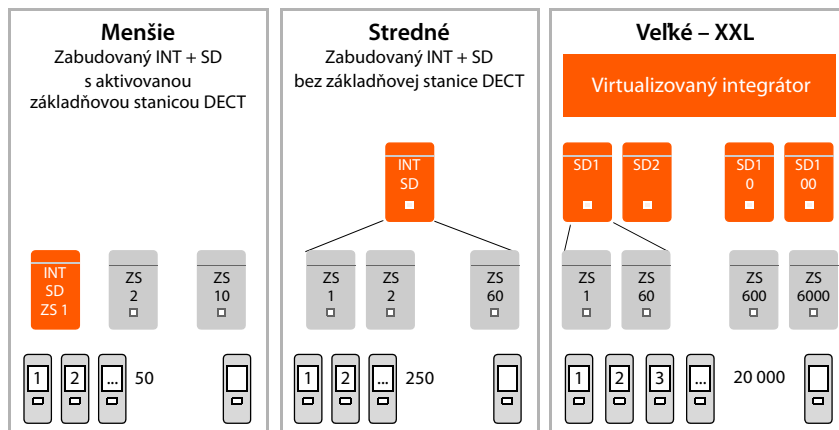 Menšie
Zabudovaný INT + SD
s aktivovanou
základňovou stanicou DECT
INT
SD
ZS 1
ZS
2
ZS
10
1
2
...
50
Stredné
Zabudovaný INT + SD
bez základňovej stanice DECT
INT
SD
ZS
1
ZS
2
ZS
60
1
2
...
250
Veľké – XXL
Virtualizovaný integrátor
SD1
SD2
SD1
0
SD1
00
ZS
1
ZS
60
ZS
600
ZS
6000
1
2
3
...
20 000